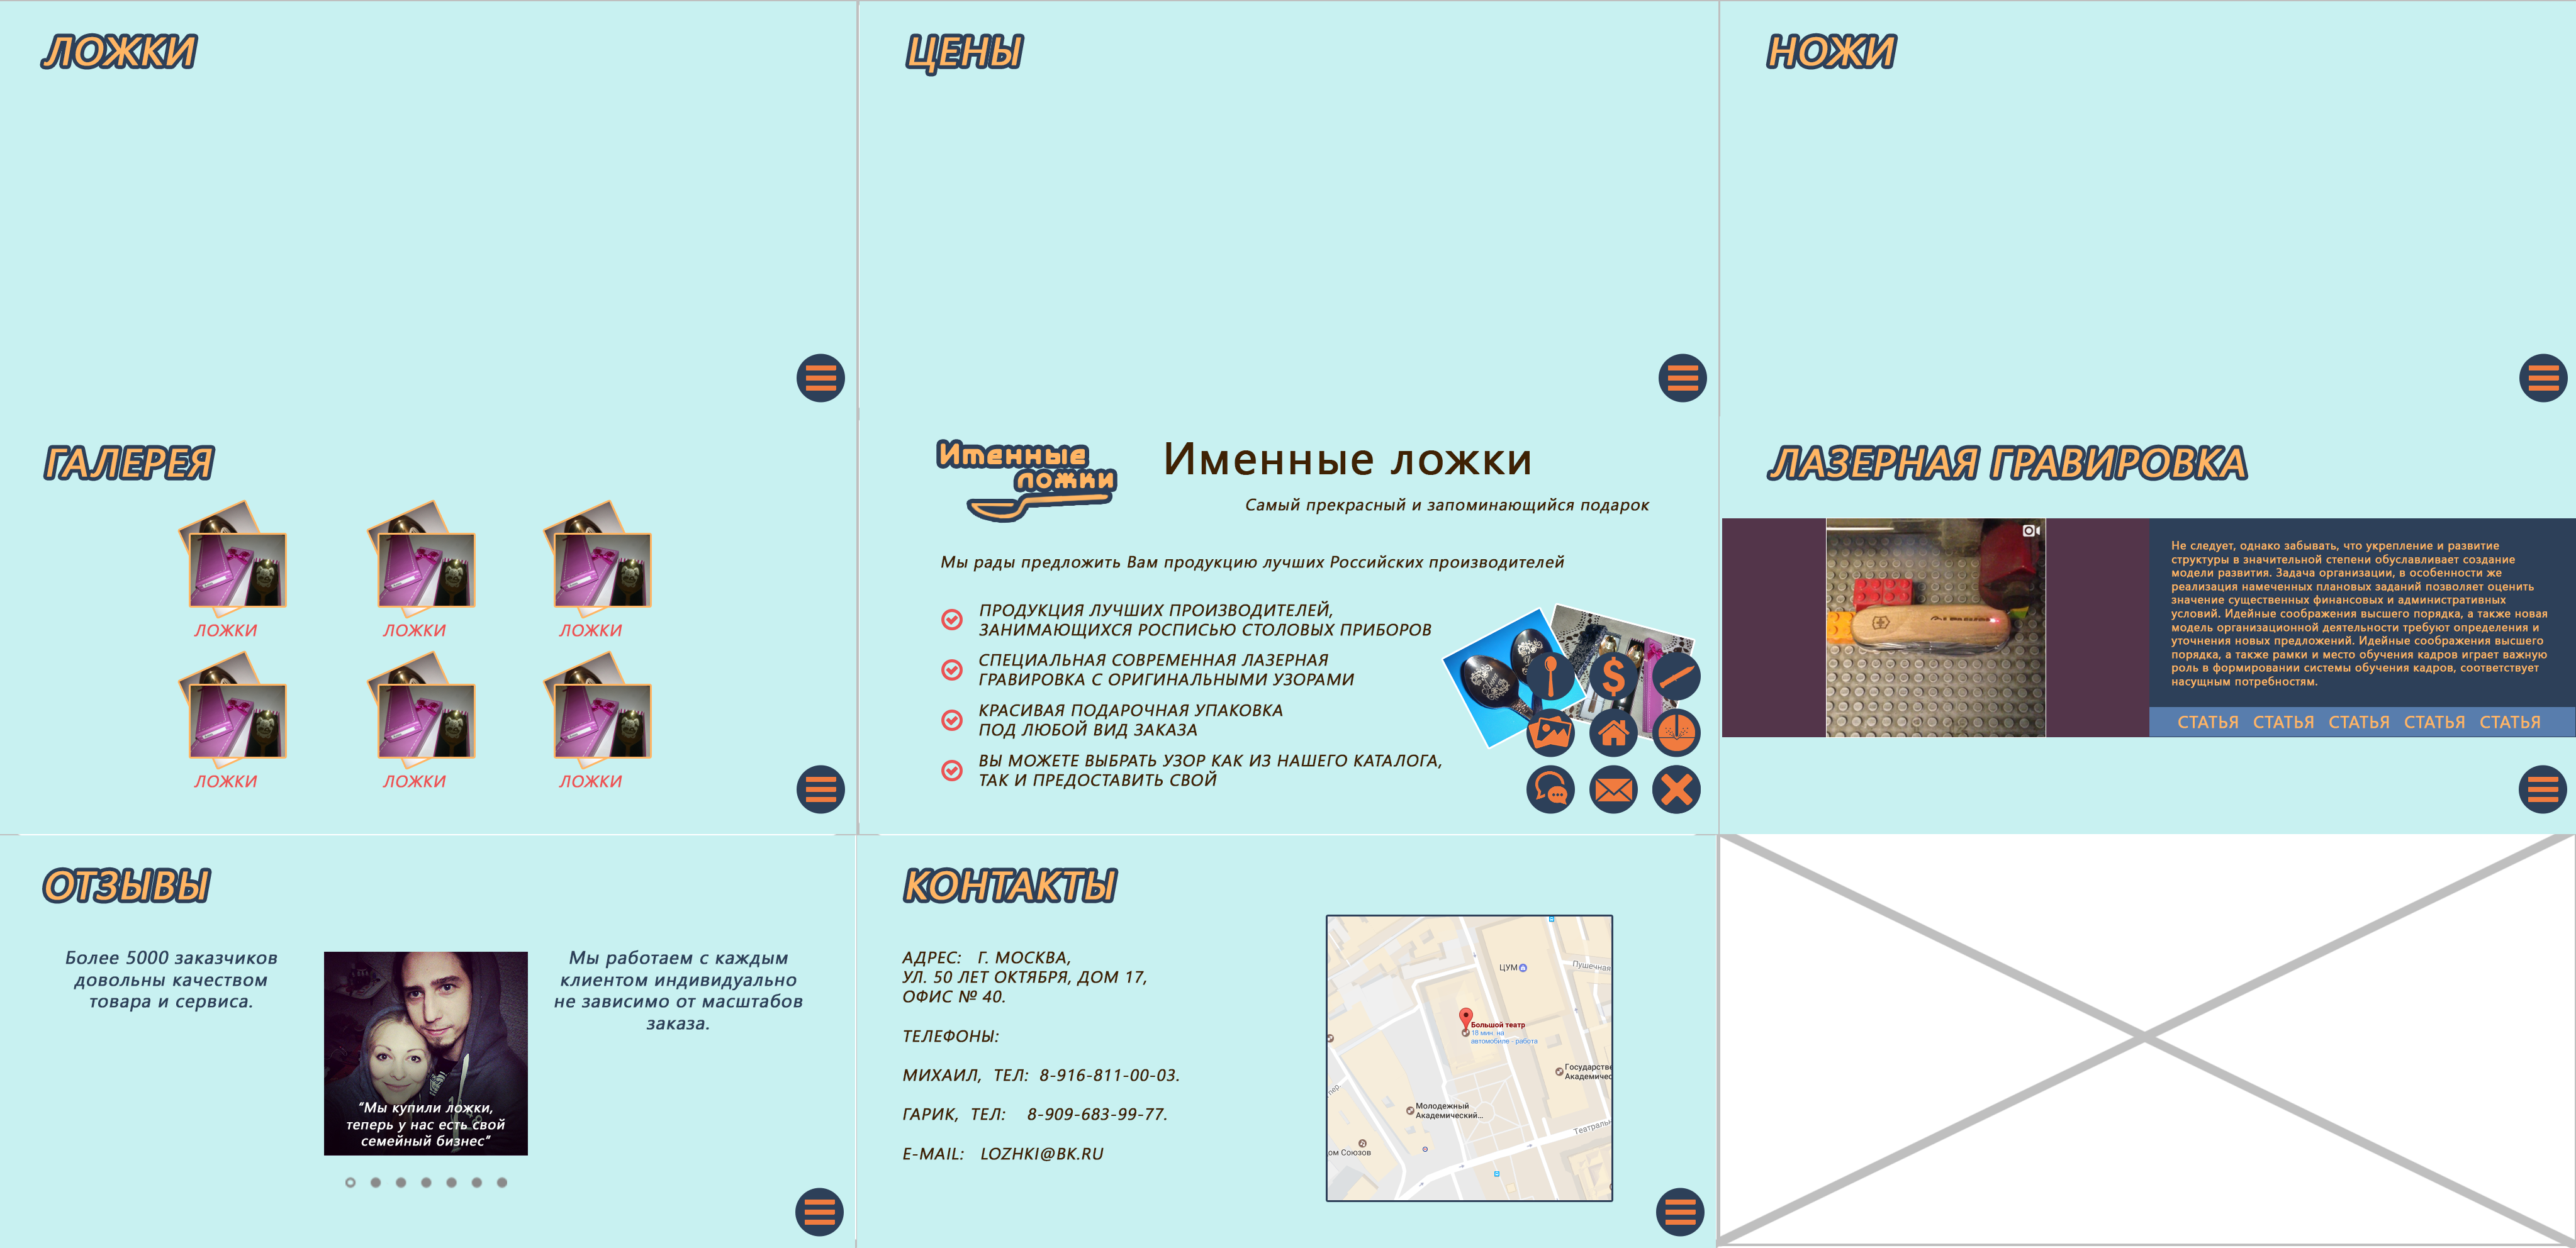 ЛОЖКИ
ЦЕНЫ
НОЖИ
ГАЛЕРЕЯ
ЛОЖКИ
ЛОЖКИ
ЛОЖКИ
ЛОЖКИ
ЛОЖКИ
ЛОЖКИ
Именные
ложки
Именные ложки
Самый прекрасный и запоминающийся подарок
Мы рады предложить Вам продукцию лучших Российских производителей
ПРОДУКЦИЯ ЛУЧШИХ ПРОИЗВОДИТЕЛЕЙ,
ЗАНИМАЮЩИХСЯ РОСПИСЬЮ СТОЛОВЫХ ПРИБОРОВ
СПЕЦИАЛЬНАЯ СОВРЕМЕННАЯ ЛАЗЕРНАЯ
ГРАВИРОВКА С ОРИГИНАЛЬНЫМИ УЗОРАМИ
КРАСИВАЯ ПОДАРОЧНАЯ УПАКОВКА
ПОД ЛЮБОЙ ВИД ЗАКАЗА
ВЫ МОЖЕТЕ ВЫБРАТЬ УЗОР КАК ИЗ НАШЕГО КАТАЛОГА,
ТАК И ПРЕДОСТАВИТЬ СВОЙ
ЛАЗЕРНАЯ ГРАВИРОВКА
Не следует, однако забывать, что укрепление и развитие
структуры в значительной степени обуславливает создание
модели развития. Задача организации, в особенности же
реализация намеченных плановых заданий позволяет оценить
значение существенных финансовых и административных
условий. Идейные соображения высшего порядка, а также новая
модель организационной деятельности требуют определения и
уточнения новых предложений. Идейные соображения высшего
порядка, а также рамки и место обучения кадров играет важную
роль в формировании системы обучения кадров, соответствует
насущным потребностям.
СТАТЬЯ СТАТЬЯ СТАТЬЯ СТАТЬЯ СТАТЬЯ
ОТЗЫВЫ
Более 5000 заказчиков
довольны качеством
товара и сервиса.
“Мы купили ложки,
теперь у нас есть свой
семейный бизнес”
Мы работаем с каждым
клиентом индивидуально
не зависимо от масштабов
заказа.
КОНТАКТЫ
АДРЕС: Г. МОСКВА,
УЛ. 50 ЛЕТ ОКТЯБРЯ, ДОМ 17,
ОФИС № 40.
ТЕЛЕФОНЫ:
МИХАИЛ, ТЕЛ: 8-916-811-00-03.
ГАРИК, ТЕЛ: 8-909-683-99-77.
E-MAIL: LOZHKI@BK.RU
ЦУМ
Пушечная
Большой театр
18 мин. на
автомобиле - работа
Государстве
Академичес
Молодежный
Академический...
Театральн
ом Союзов